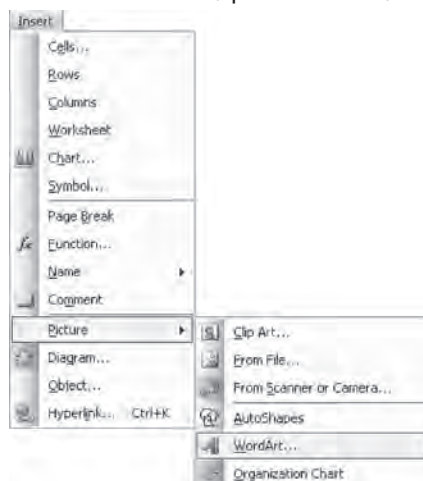 Insert
Cells...
Rows
Columns
Worksheet
Chart...
Symbol...
Page Break
fx Function...
Name
Comment
Picture
Clip Art...
Diagram...
From File...
Object...
From Scanner or Camera...
Hyperlink... Ctrl+K
AutoShapes
WordArt...
Organization Chart